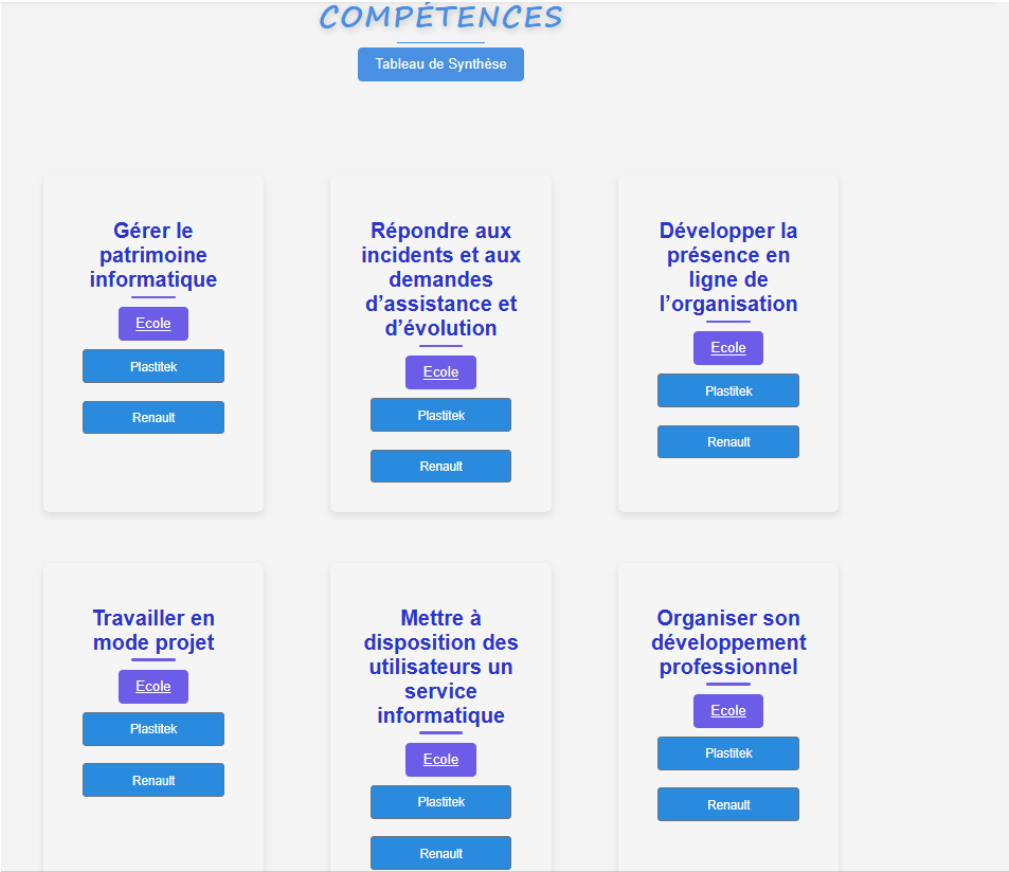 COMPÉTENCES
Tableau de Synthèse
Gérer le
patrimoine
informatique
Ecole
Plastitek
Renault
Répondre aux
incidents et aux
demandes
d’assistance et
d’évolution
Ecole
Plastitek
Renault
Développer la
présence en
ligne de
l’organisation
Ecole
Plastitek
Renault
Travailler en
mode projet
Ecole
Plastitek
Renault
Mettre à
disposition des
utilisateurs un
service
informatique
Ecole
Plastitek
Renault
Organiser son
développement
professionnel
Ecole
Plastitek
Renault